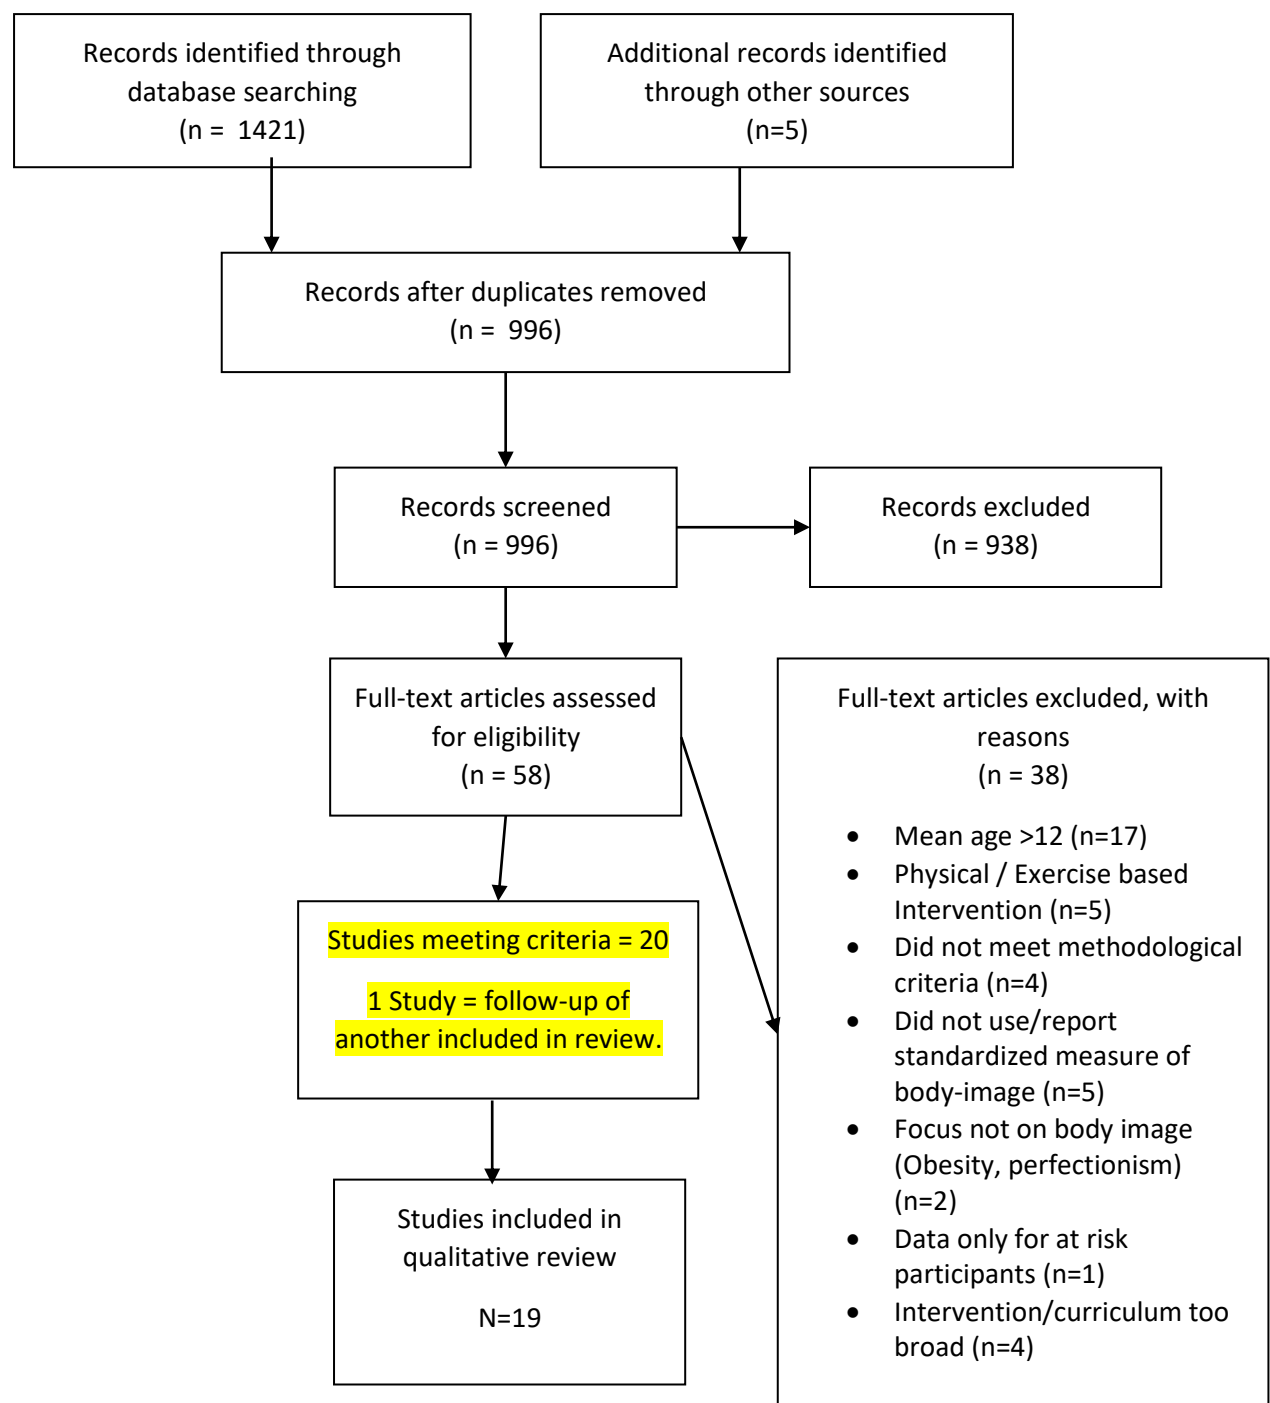 Records identified through
database searching
(n =  1421)
Additional records identified
through other sources
(n=5)
Records after duplicates removed
(n =  996)
Records screened
(n = 996)
Records excluded
(n = 938)
Full-text articles assessed
for eligibility
(n = 58)
Full-text articles excluded, with
reasons
(n = 38)
• Mean age >12 (n=17)
• Physical / Exercise based
Intervention (n=5)
• Did not meet methodological
criteria (n=4)
• Did not use/report
standardized measure of
body-image (n=5)
• Focus not on body image
(Obesity, perfectionism)
(n=2)
• Data only for at risk
participants (n=1)
• Intervention/curriculum too
broad (n=4)
Studies meeting criteria = 20
1 Study = follow-up of
another included in review.
Studies included in
qualitative review
N=19